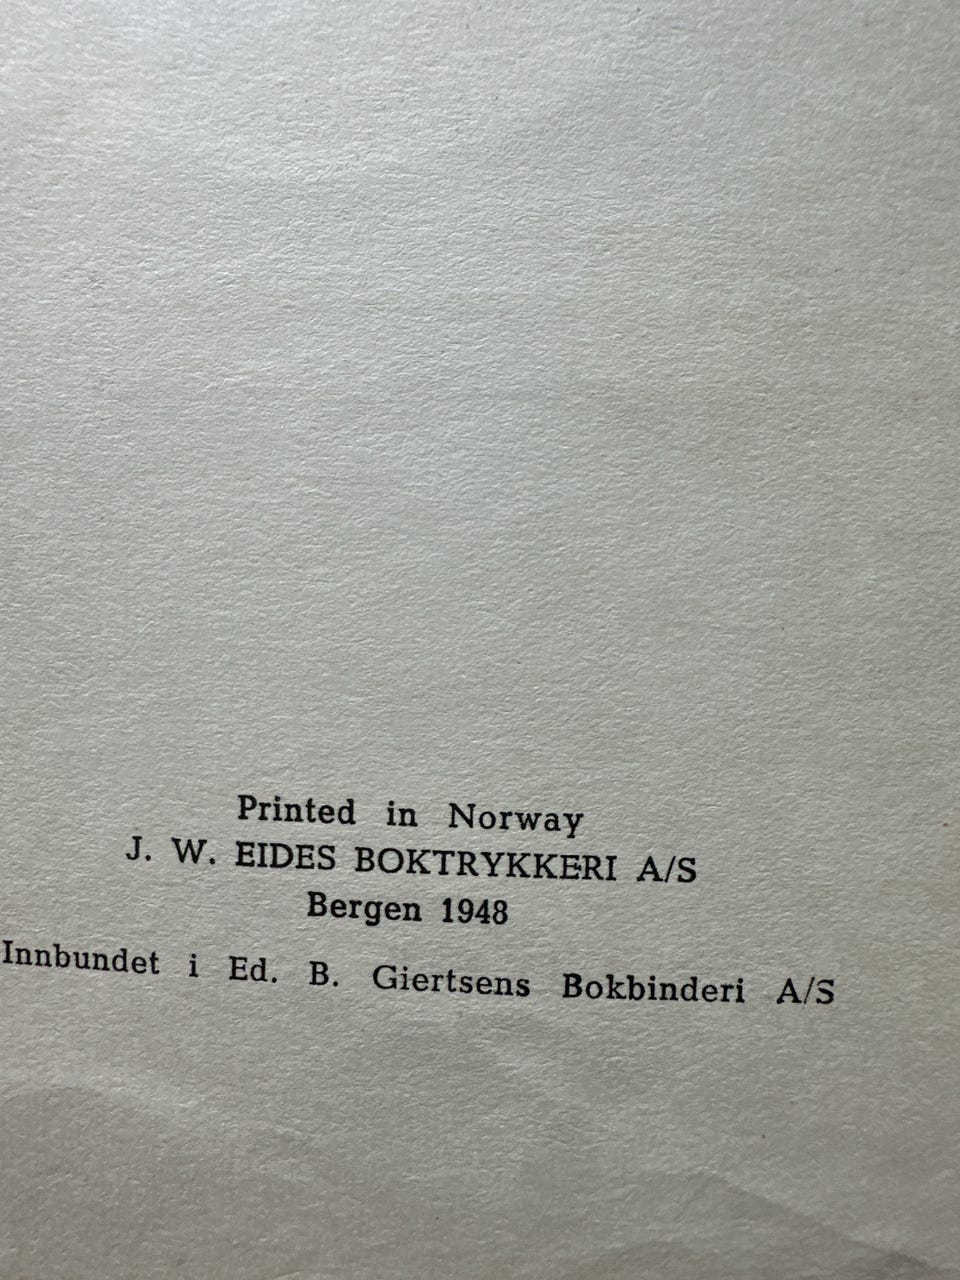 Printed in Norway
J. W. EIDES BOKTRYKKERI A/S
Bergen 1948
Innbundet i Ed. B. Giertsens Bokbinderi A/S